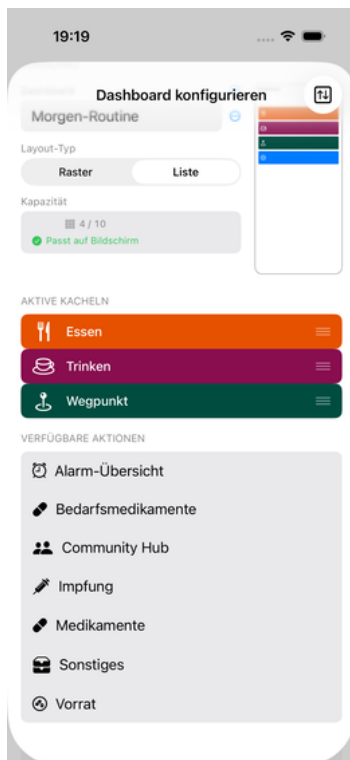 19:19
Dashboard konfigurieren
Morgen-Routine
Layout-Typ
Raster Liste
Kapazität
4 / 10
Passt auf Bildschirm
AKTIVE KACHELN
Essen
Trinken
Wegpunkt
VERFÜGBARE AKTIONEN
Alarm-Übersicht
Bedarfsmedikamente
Community Hub
Impfung
Medikamente
Sonstiges
Vorrat